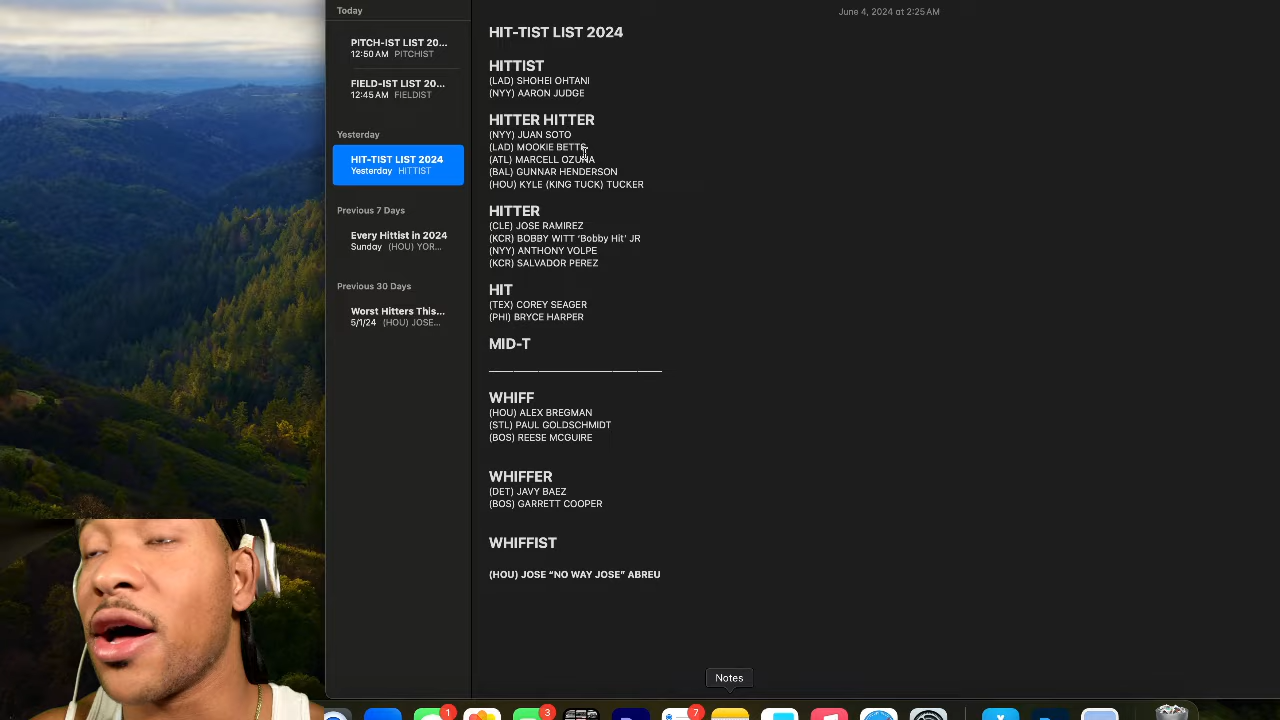 Today
PITCH-IST LIST 20...
12:50 AM PITCHIST
FIELD-IST LIST 20...
12:45 AM FIELDIST
Yesterday
HIT-TIST LIST 2024
Yesterday HITTIST
Previous 7 Days
Every Hittist in 2024
Sunday (HOU) YOR...
Previous 30 Days
Worst Hitters This...
5/1/24 (HOU) JOSE...
June 4, 2024 at 2:25 AM
HIT-TIST LIST 2024
HITTIST
(LAD) SHOHEI OHTANI
(NYY) AARON JUDGE
HITTER HITTER
(NYY) JUAN SOTO
(LAD) MOOKIE BETTS
(ATL) MARCELL OZUNA
(BAL) GUNNAR HENDERSON
(HOU) KYLE (KING TUCK) TUCKER
HITTER
(CLE) JOSE RAMIREZ
(KCR) BOBBY WITT ‘Bobby Hit’ JR
(NYY) ANTHONY VOLPE
(KCR) SALVADOR PEREZ
HIT
(TEX) COREY SEAGER
(PHI) BRYCE HARPER
MID-T
WHIFF
(HOU) ALEX BREGMAN
(STL) PAUL GOLDSCHMIDT
(BOS) REESE MCGUIRE
WHIFFER
(DET) JAVY BAEZ
(BOS) GARRETT COOPER
WHIFFIST
(HOU) JOSE “NO WAY JOSE” ABREU
Notes
1
3
7